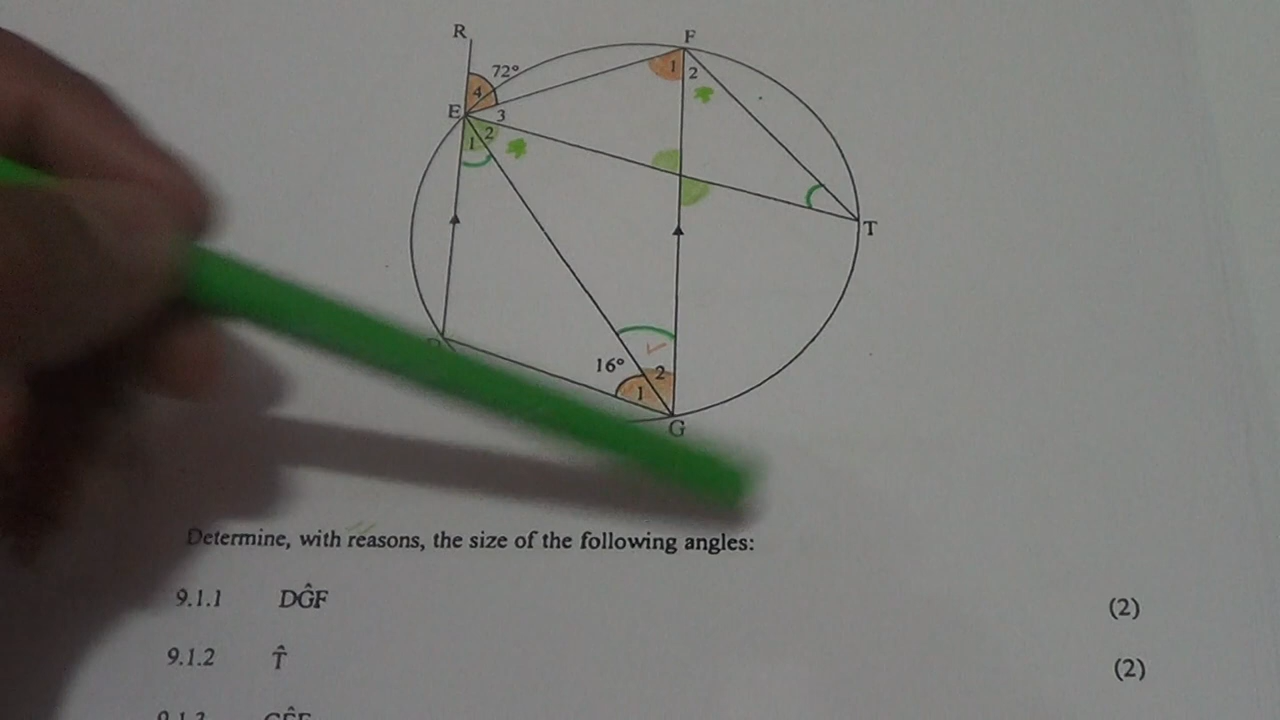 R
F
72°
1 2
4
E 3
2
1
T
16°
2
1
G
Determine, with reasons, the size of the following angles:
9.1.1 DĜF (2)
9.1.2 T̂ (2)